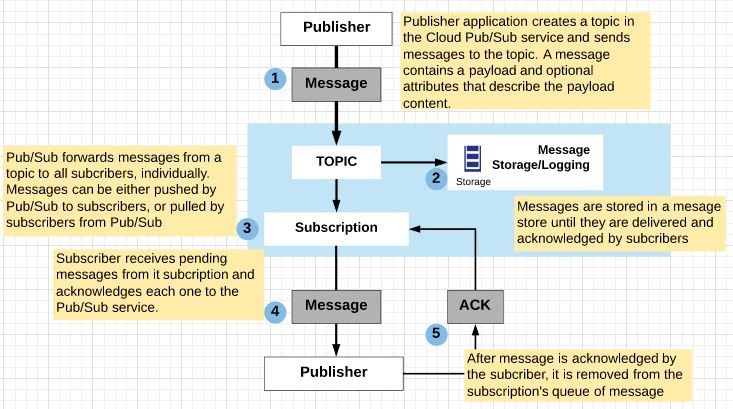 Publisher
Publisher application creates a topic in
the Cloud Pub/Sub service and sends
messages to the topic. A message
contains a payload and optional
attributes that describe the payload
content.
1
Message
TOPIC
Message
Storage/Logging
Storage
2
Pub/Sub forwards messages from a
topic to all subcribers, individually.
Messages can be either pushed by
Pub/Sub to subscribers, or pulled by
subscribers from Pub/Sub
Messages are stored in a mesage
store until they are delivered and
acknowledged by subcribers
3
Subscription
Subscriber receives pending
messages from it subcription and
acknowledges each one to the
Pub/Sub service.
4
Message
ACK
5
Publisher
After message is acknowledged by
the subcriber, it is removed from the
subscription's queue of message